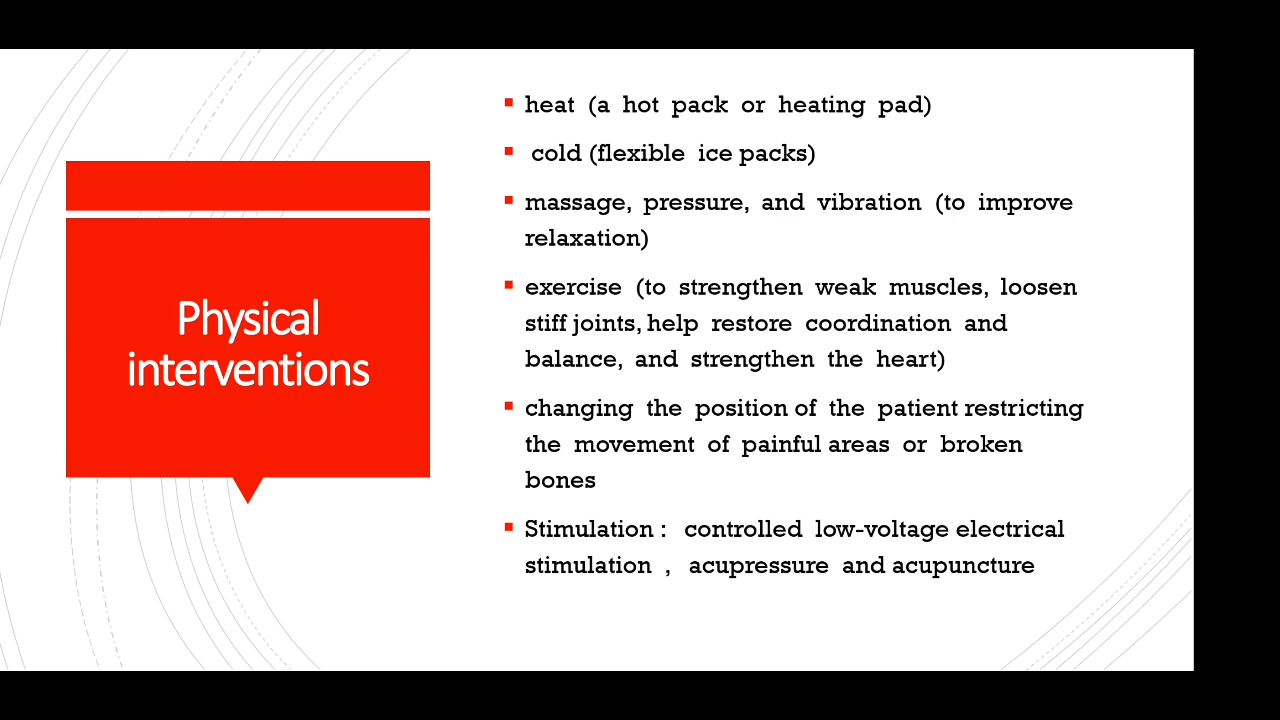 Physical
interventions
heat (a hot pack or heating pad)
cold (flexible ice packs)
massage, pressure, and vibration (to improve
relaxation)
exercise (to strengthen weak muscles, loosen
stiff joints, help restore coordination and
balance, and strengthen the heart)
changing the position of the patient restricting
the movement of painful areas or broken
bones
Stimulation : controlled low-voltage electrical
stimulation , acupressure and acupuncture